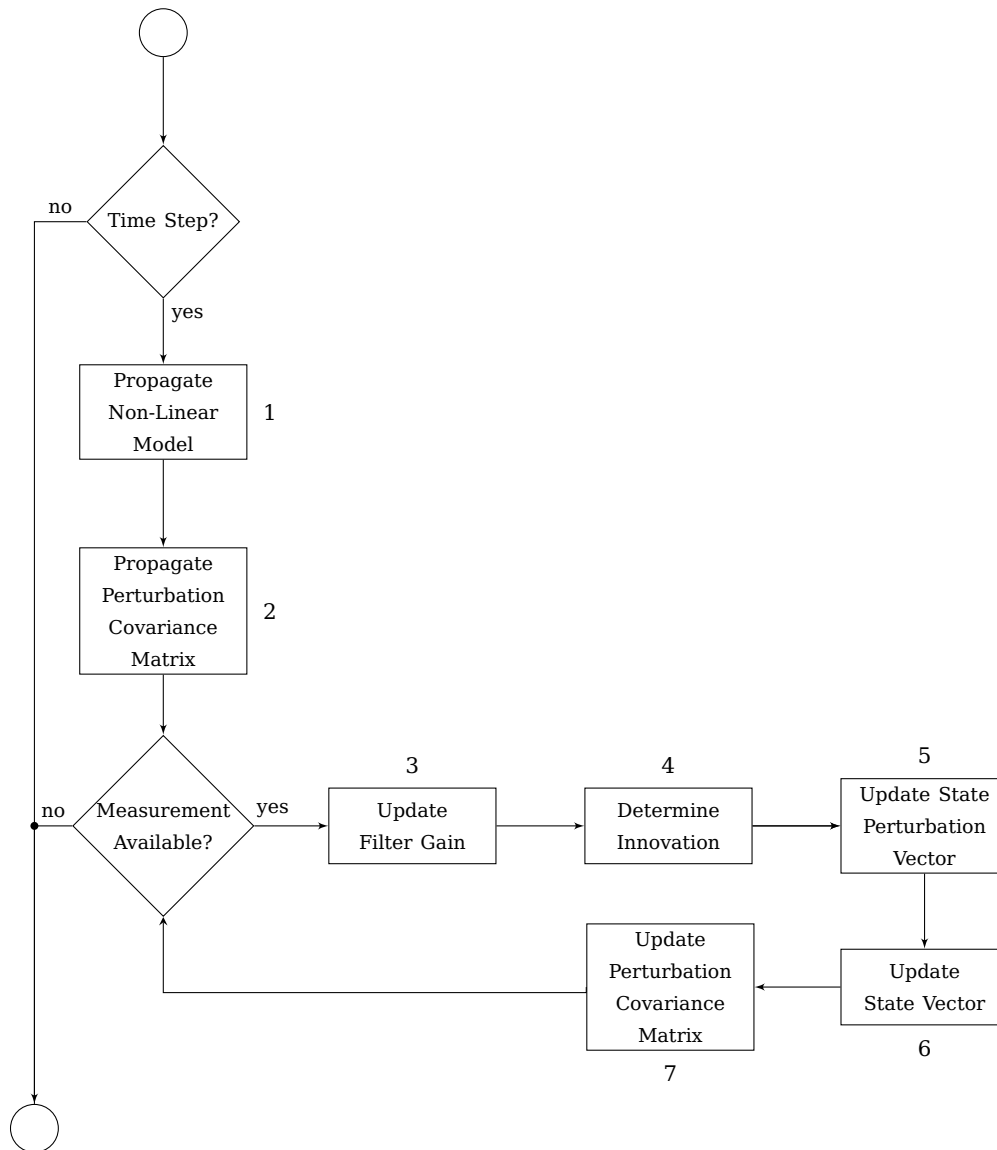 no
Time Step?
yes
Propagate
Non-Linear
Model
1
Propagate
Perturbation
Covariance
Matrix
2
no
Measurement
Available?
yes
3
Update
Filter Gain
4
Determine
Innovation
5
Update State
Perturbation
Vector
Update
State Vector
6
Update
Perturbation
Covariance
Matrix
7